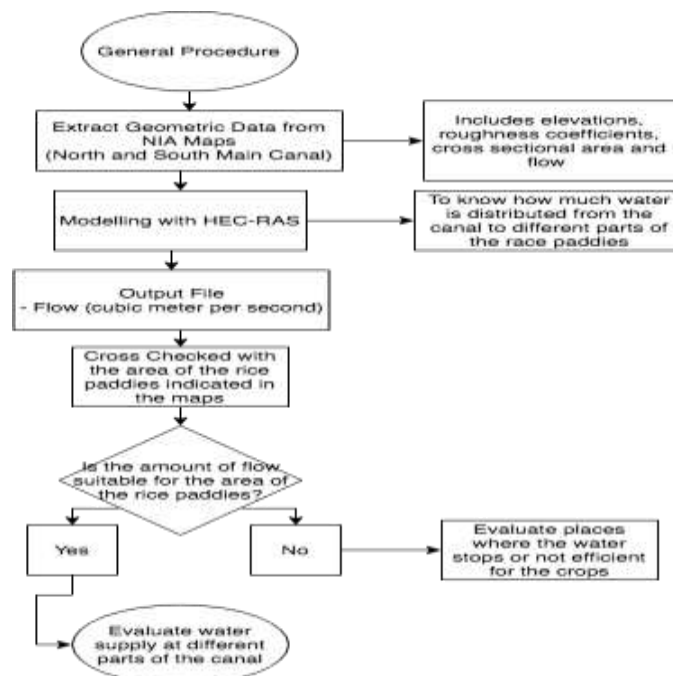 General Procedure
Extract Geometric Data from
NIA Maps
(North and South Main Canal)
Includes elevations,
roughness coefficients,
cross sectional area and
flow
Modelling with HEC-RAS
To know how much water
is distributed from the
canal to different parts of
the race paddies
Output File
- Flow (cubic meter per second)
Cross Checked with
the area of the rice
paddies indicated in
the maps
Is the amount of flow
suitable for the area of
the rice paddies?
Yes
No
Evaluate places
where the water
stops or not efficient
for the crops
Evaluate water
supply at different
parts of the canal